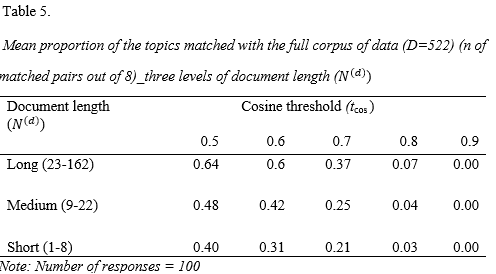 Table 5.
Mean proportion of the topics matched with the full corpus of data (D=522) (n of
matched pairs out of 8)_three levels of document length (N⁽ᵈ⁾)
Document length Cosine threshold (t_cos)
(N⁽ᵈ⁾)
0.5 0.6 0.7 0.8 0.9
Long (23-162) 0.64 0.6 0.37 0.07 0.00
Medium (9-22) 0.48 0.42 0.25 0.04 0.00
Short (1-8) 0.40 0.31 0.21 0.03 0.00
Note: Number of responses = 100